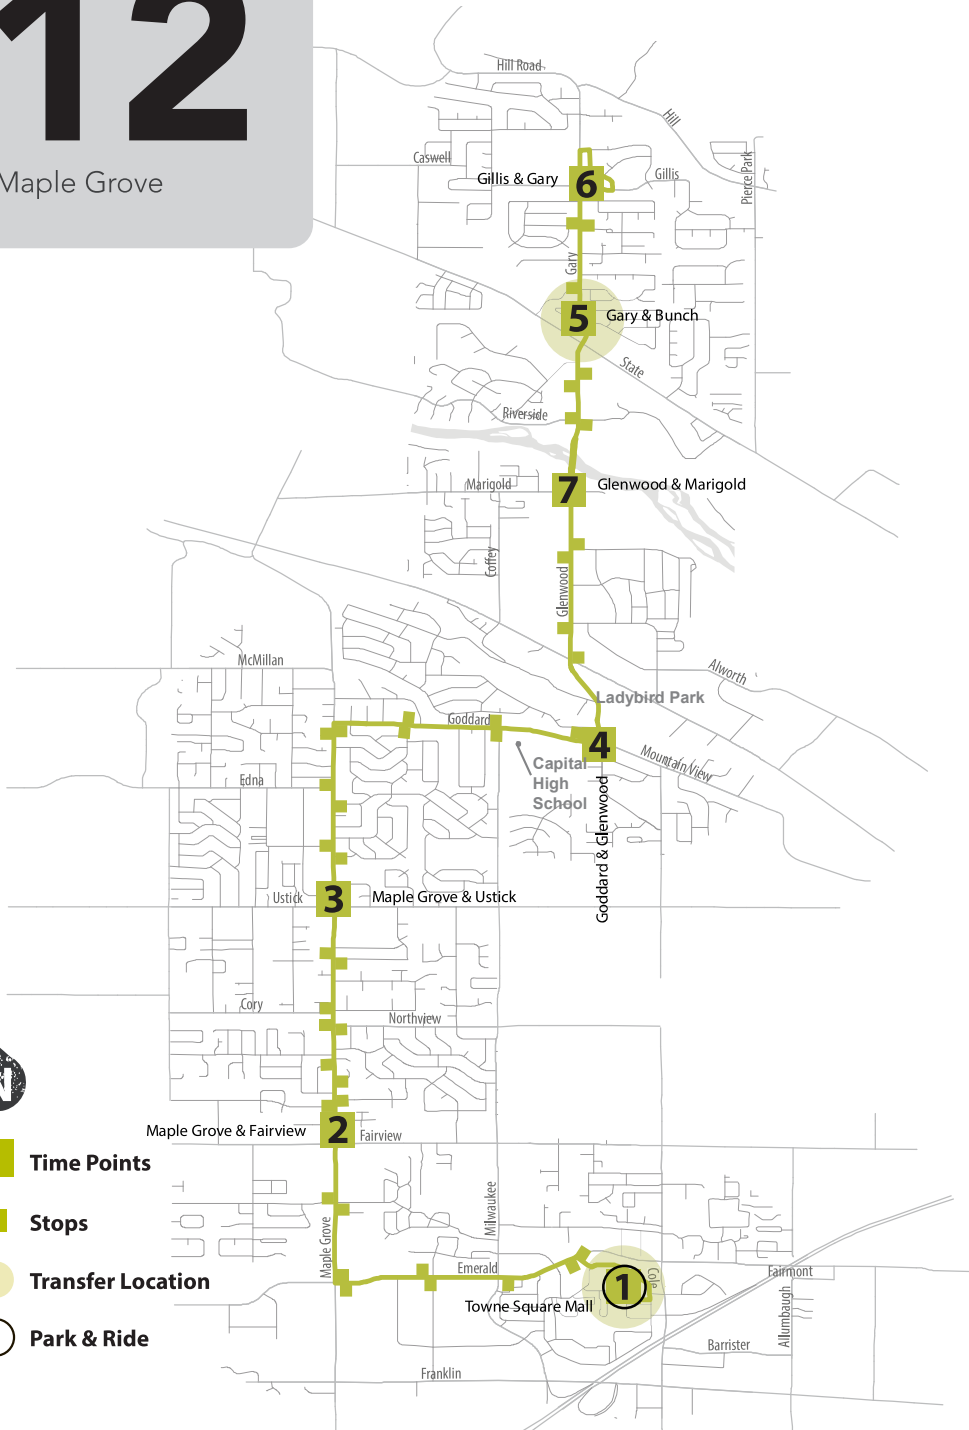 12
Maple Grove
Hill Road
Hill
Caswell
Pierce Park
Gillis & Gary
6
Gillis
Gary
5
Gary & Bunch
State
Riverside
Marigold
7
Glenwood & Marigold
Coffey
Glenwood
McMillan
Alworth
Ladybird Park
Goddard
4
Mountain View
Capital
High
School
Edna
Goddard & Glenwood
Ustick
3
Maple Grove & Ustick
Cory
Northview
N
Maple Grove & Fairview
2
Fairview
Time Points
Stops
Milwaukee
Maple Grove
Emerald
Transfer Location
1
Cole
Fairmont
Towne Square Mall
Allumbaugh
Park & Ride
Barrister
Franklin